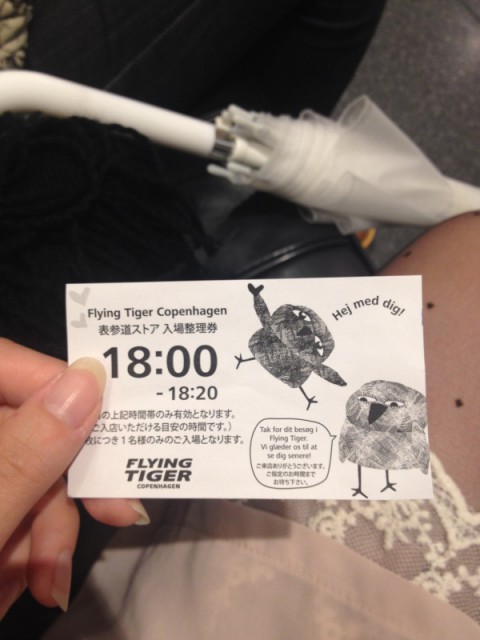 Flying Tiger Copenhagen
表参道ストア 入場整理券
18:00
- 18:20
の上記時間帯のみ有効となります。
ご入店いただける目安の時間です。)
につき1名様のみのご入場となります。
FLYING
TIGER
COPENHAGEN
Hej med dig!
Tak for dit besøg i
Flying Tiger.
Vi glæder os til at
se dig senere!
ご来店ありがとうございます。
ご指定のお時間まで
お待ち下さい。